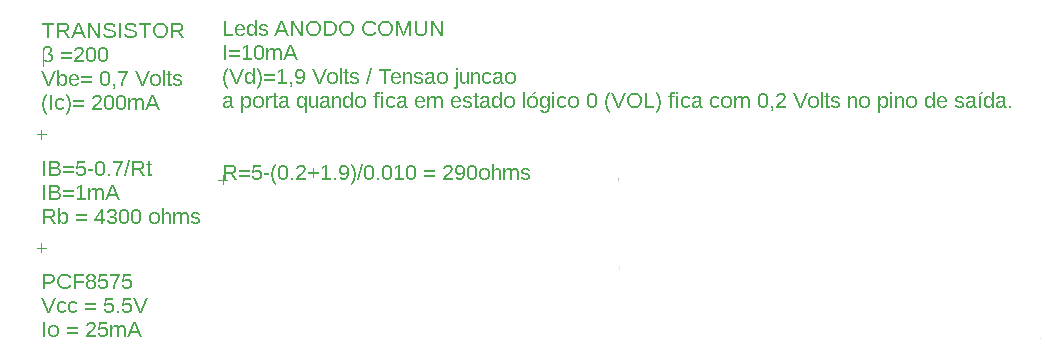 TRANSISTOR
β =200
Vbe= 0,7 Volts
(Ic)= 200mA
IB=5-0.7/Rt
IB=1mA
Rb = 4300 ohms
PCF8575
Vcc = 5.5V
Io = 25mA
Leds ANODO COMUN
I=10mA
(Vd)=1,9 Volts / Tensao juncao
a porta quando fica em estado lógico 0 (VOL) fica com 0,2 Volts no pino de saída.
R=5-(0.2+1.9)/0.010 = 290ohms